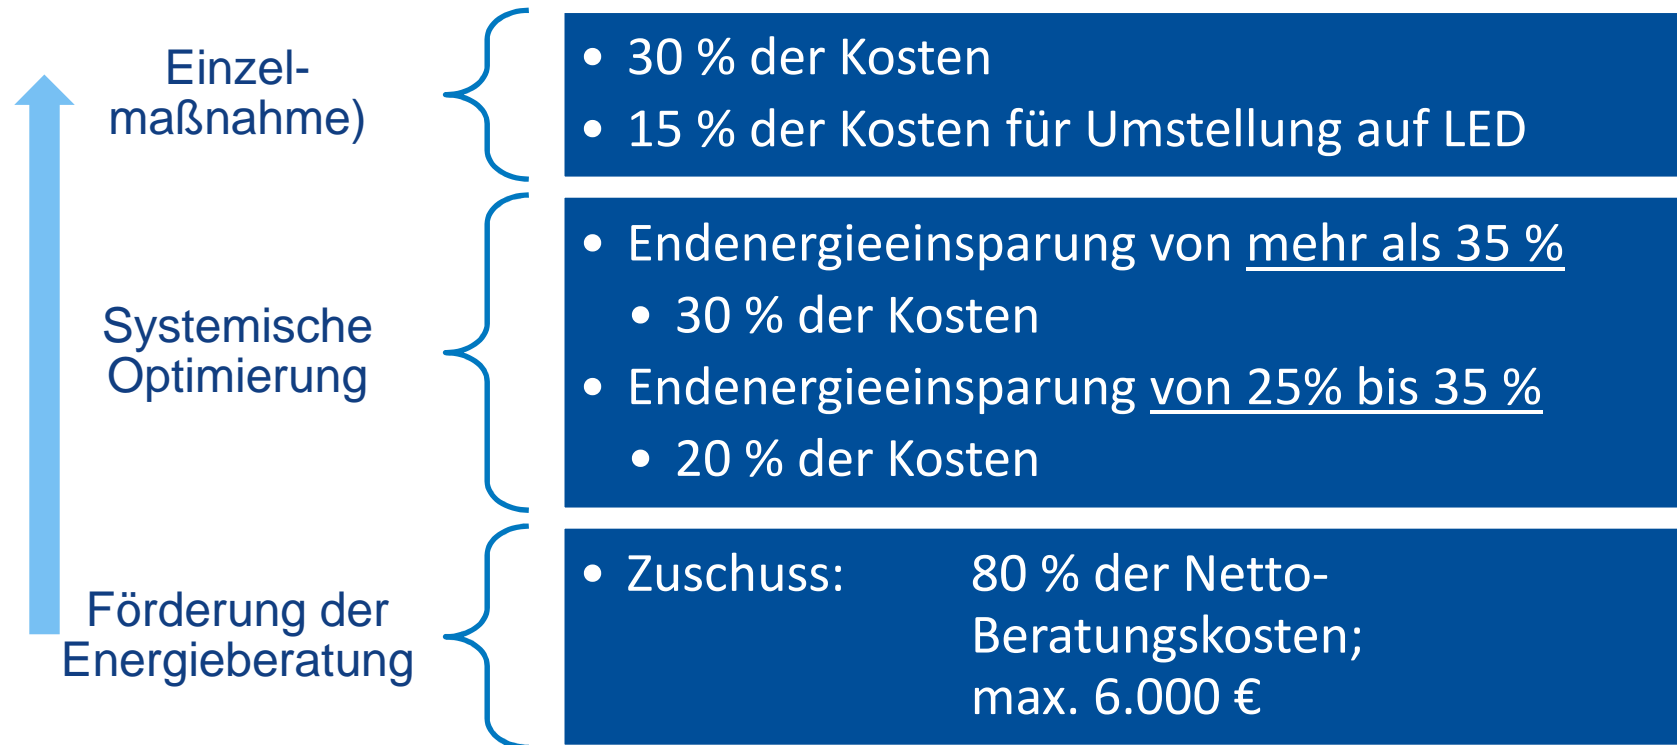 Einzel-
maßnahme)
• 30 % der Kosten
• 15 % der Kosten für Umstellung auf LED
Systemische
Optimierung
• Endenergieeinsparung von mehr als 35 %
• 30 % der Kosten
• Endenergieeinsparung von 25% bis 35 %
• 20 % der Kosten
Förderung der
Energieberatung
• Zuschuss: 80 % der Netto-
Beratungskosten;
max. 6.000 €